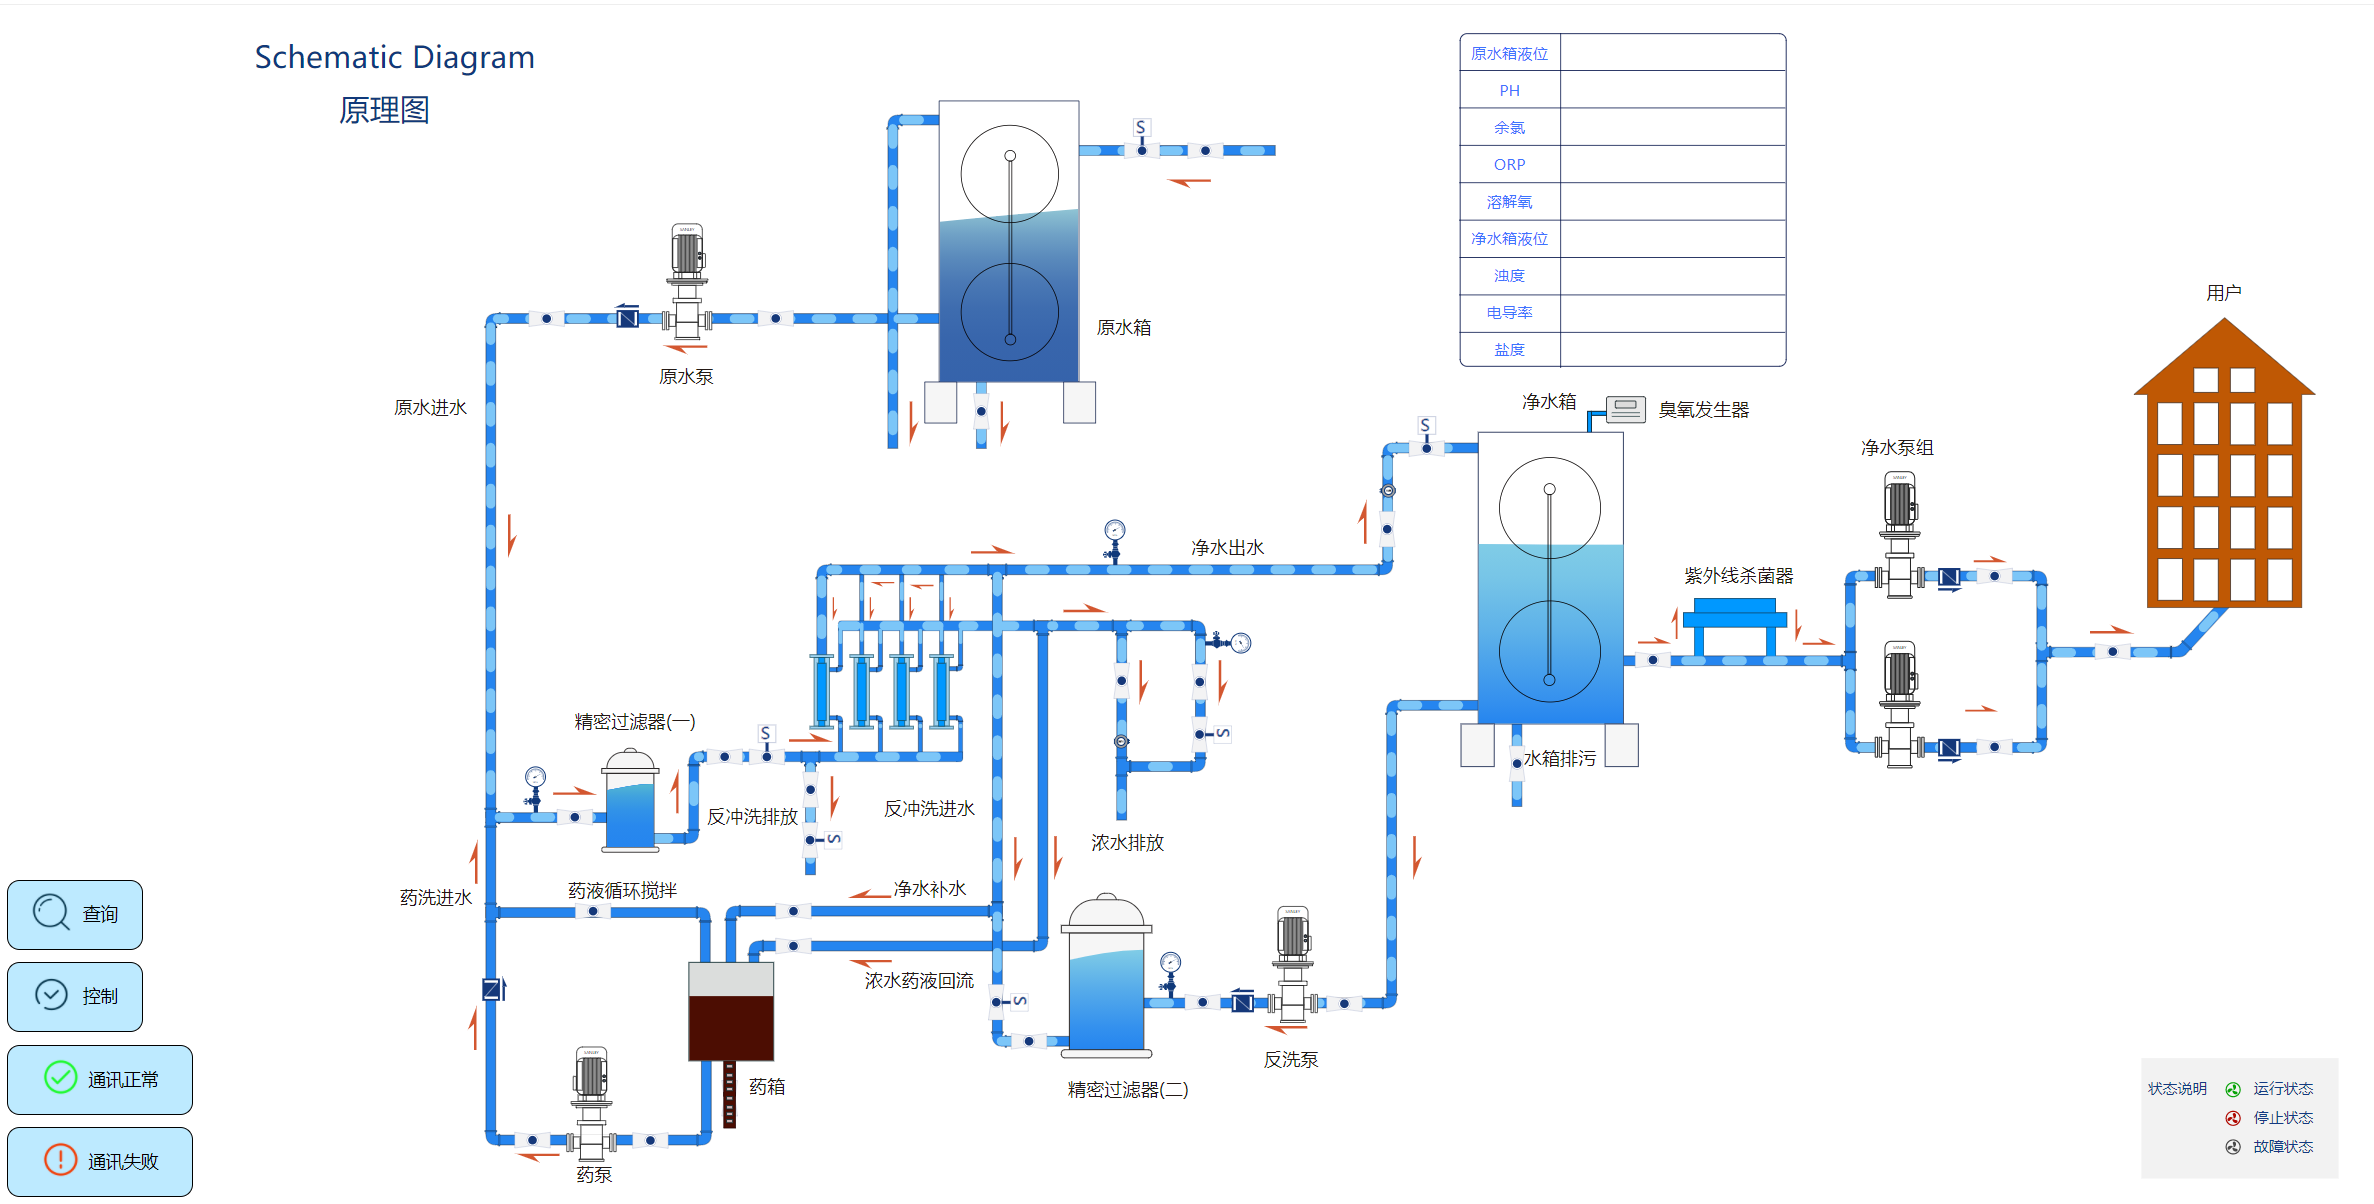 Schematic Diagram
原理图
原水箱液位
PH
余氯
ORP
溶解氧
净水箱液位
浊度
电导率
盐度
S
用户
原水箱
原水泵
原水进水
净水箱
臭氧发生器
S
净水泵组
净水出水
紫外线杀菌器
精密过滤器(一)
S
S
水箱排污
反冲洗排放
反冲洗进水
S
浓水排放
药洗进水
药液循环搅拌
净水补水
浓水药液回流
S
反洗泵
药箱
精密过滤器(二)
药泵
查询
控制
通讯正常
通讯失败
状态说明
运行状态
停止状态
故障状态